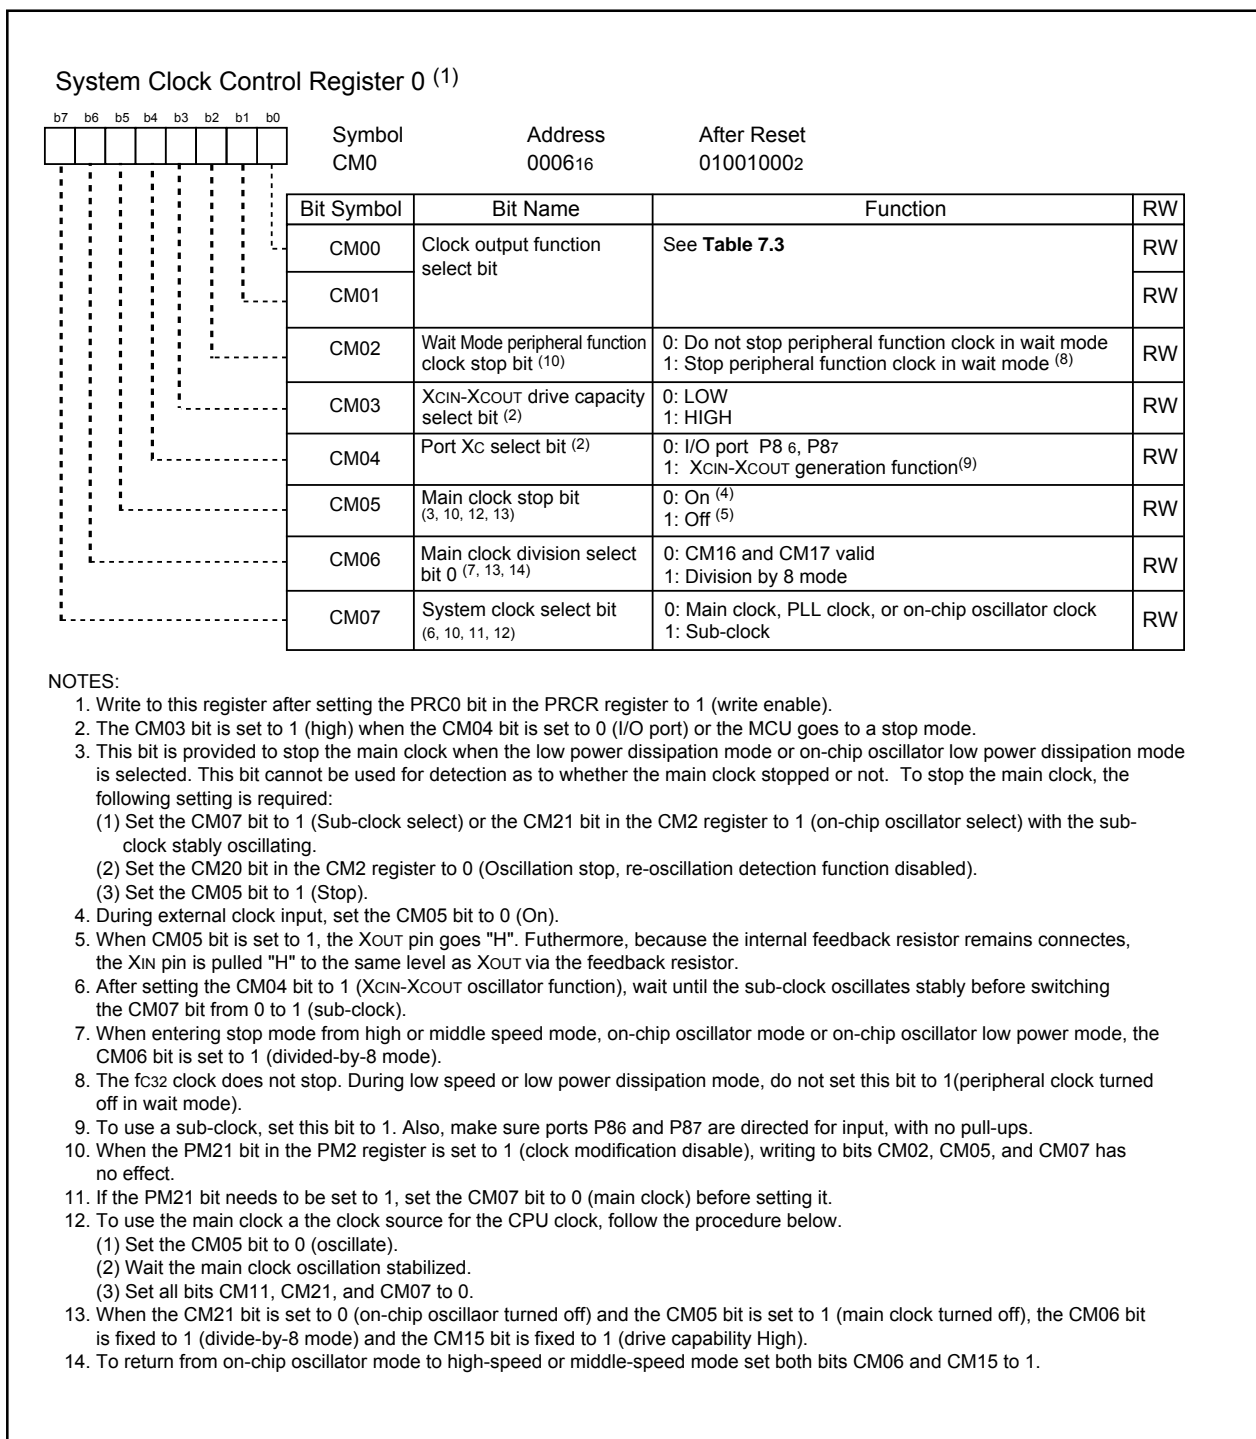 System Clock Control Register 0 (1)
b7 b6 b5 b4 b3 b2 b1 b0
Symbol Address After Reset
CM0 000616 010010002
Bit Symbol Bit Name Function RW
CM00 Clock output function select bit See Table 7.3 RW
CM01 RW
CM02 Wait Mode peripheral function clock stop bit (10) 0: Do not stop peripheral function clock in wait mode
1: Stop peripheral function clock in wait mode (8) RW
CM03 XCIN-XCOUT drive capacity select bit (2) 0: LOW
1: HIGH RW
CM04 Port XC select bit (2) 0: I/O port P8 6, P87
1: XCIN-XCOUT generation function(9) RW
CM05 Main clock stop bit (3, 10, 12, 13) 0: On (4)
1: Off (5) RW
CM06 Main clock division select bit 0 (7, 13, 14) 0: CM16 and CM17 valid
1: Division by 8 mode RW
CM07 System clock select bit (6, 10, 11, 12) 0: Main clock, PLL clock, or on-chip oscillator clock
1: Sub-clock RW
NOTES:
1. Write to this register after setting the PRC0 bit in the PRCR register to 1 (write enable).
2. The CM03 bit is set to 1 (high) when the CM04 bit is set to 0 (I/O port) or the MCU goes to a stop mode.
3. This bit is provided to stop the main clock when the low power dissipation mode or on-chip oscillator low power dissipation mode
is selected. This bit cannot be used for detection as to whether the main clock stopped or not. To stop the main clock, the
following setting is required:
(1) Set the CM07 bit to 1 (Sub-clock select) or the CM21 bit in the CM2 register to 1 (on-chip oscillator select) with the sub-
clock stably oscillating.
(2) Set the CM20 bit in the CM2 register to 0 (Oscillation stop, re-oscillation detection function disabled).
(3) Set the CM05 bit to 1 (Stop).
4. During external clock input, set the CM05 bit to 0 (On).
5. When CM05 bit is set to 1, the XOUT pin goes "H". Futhermore, because the internal feedback resistor remains connectes,
the XIN pin is pulled "H" to the same level as XOUT via the feedback resistor.
6. After setting the CM04 bit to 1 (XCIN-XCOUT oscillator function), wait until the sub-clock oscillates stably before switching
the CM07 bit from 0 to 1 (sub-clock).
7. When entering stop mode from high or middle speed mode, on-chip oscillator mode or on-chip oscillator low power mode, the
CM06 bit is set to 1 (divided-by-8 mode).
8. The fC32 clock does not stop. During low speed or low power dissipation mode, do not set this bit to 1(peripheral clock turned
off in wait mode).
9. To use a sub-clock, set this bit to 1. Also, make sure ports P86 and P87 are directed for input, with no pull-ups.
10. When the PM21 bit in the PM2 register is set to 1 (clock modification disable), writing to bits CM02, CM05, and CM07 has
no effect.
11. If the PM21 bit needs to be set to 1, set the CM07 bit to 0 (main clock) before setting it.
12. To use the main clock a the clock source for the CPU clock, follow the procedure below.
(1) Set the CM05 bit to 0 (oscillate).
(2) Wait the main clock oscillation stabilized.
(3) Set all bits CM11, CM21, and CM07 to 0.
13. When the CM21 bit is set to 0 (on-chip oscillaor turned off) and the CM05 bit is set to 1 (main clock turned off), the CM06 bit
is fixed to 1 (divide-by-8 mode) and the CM15 bit is fixed to 1 (drive capability High).
14. To return from on-chip oscillator mode to high-speed or middle-speed mode set both bits CM06 and CM15 to 1.